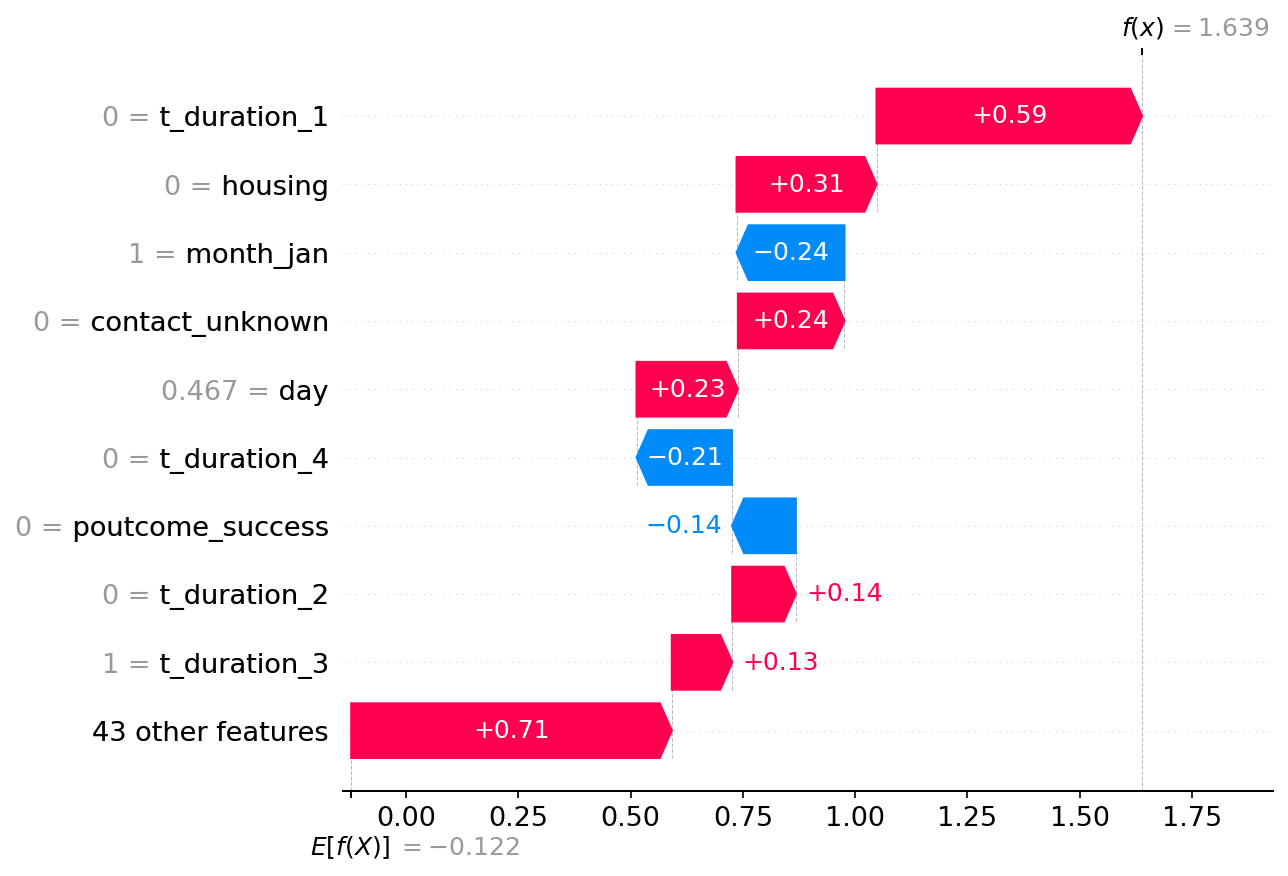 f(x) = 1.639
0 = t_duration_1 +0.59
0 = housing +0.31
1 = month_jan −0.24
0 = contact_unknown +0.24
0.467 = day +0.23
0 = t_duration_4 −0.21
0 = poutcome_success −0.14
0 = t_duration_2 +0.14
1 = t_duration_3 +0.13
43 other features +0.71
0.00 0.25 0.50 0.75 1.00 1.25 1.50 1.75
E[f(X)] = −0.122